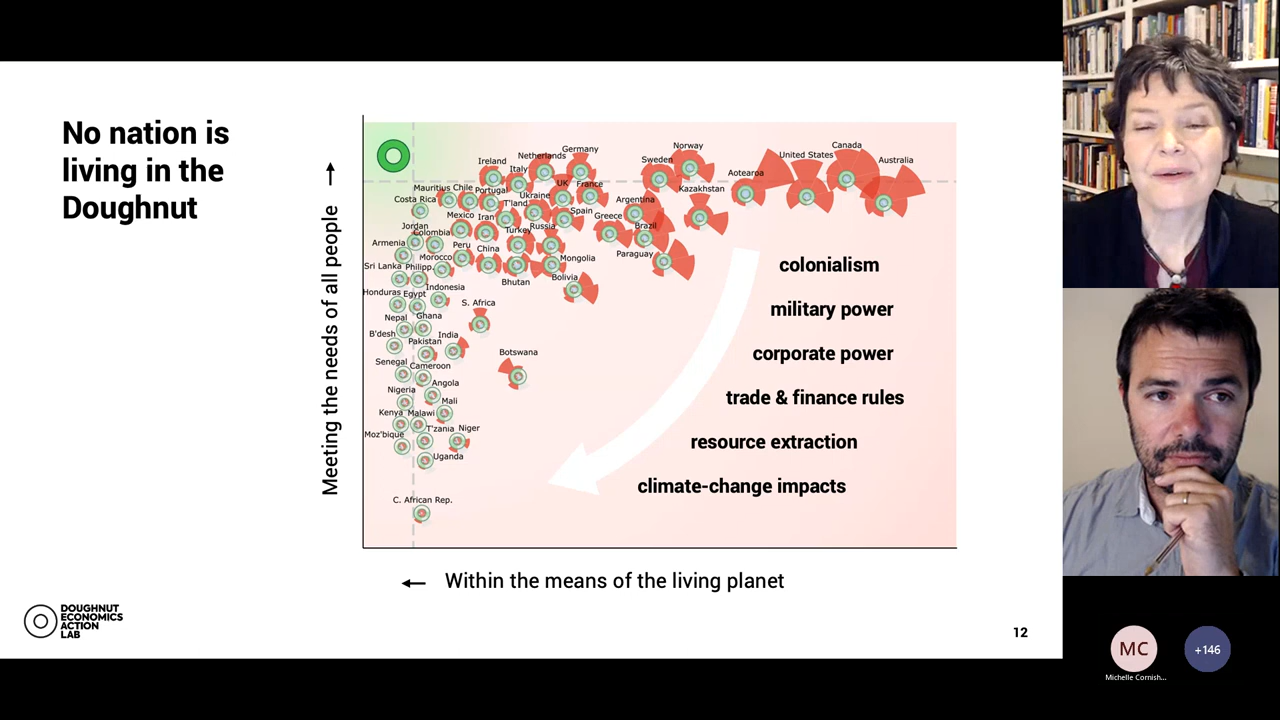 No nation is
living in the
Doughnut
Meeting the needs of all people
Germany
Netherlands
Ireland
Italy
Norway
Sweden
Canada
United States
Australia
Aotearoa
Mauritius Chile Portugal
UK France
Kazakhstan
Costa Rica
Ukraine
T'land
Argentina
Spain
Mexico Iran
Greece
Jordan
Brazil
Colombia
Turkey Russia
Armenia
Peru China
Paraguay
Morocco
Mongolia
Sri Lanka Philipp.
Bolivia
Bhutan
Indonesia
Honduras Egypt
S. Africa
Nepal Ghana
B'desh
India
Pakistan
Botswana
Senegal
Cameroon
Angola
Nigeria
Mali
Kenya Malawi
Moz'bique
T'zania Niger
Uganda
C. African Rep.
colonialism
military power
corporate power
trade & finance rules
resource extraction
climate-change impacts
← Within the means of the living planet
DOUGHNUT
ECONOMICS
ACTION
LAB
12
MC
+146
Michelle Cornish...